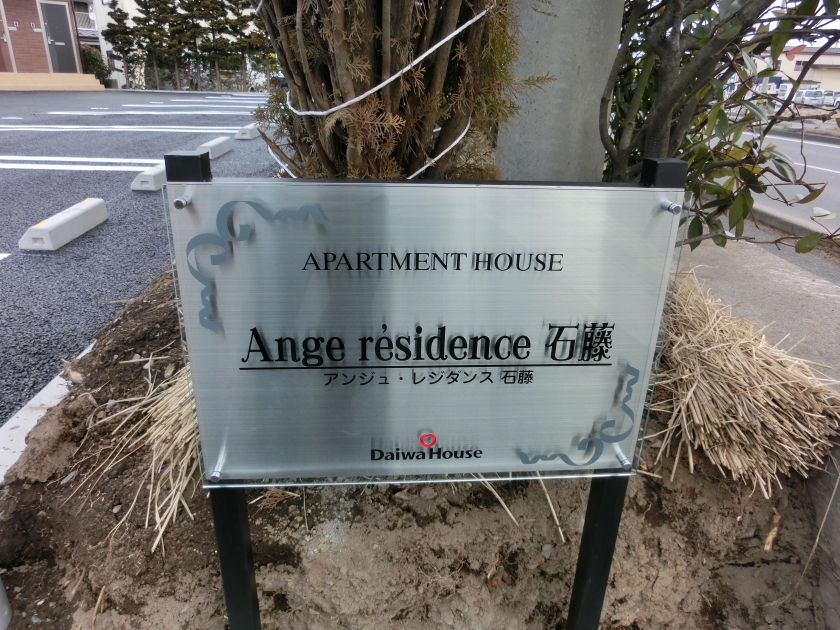 APARTMENT HOUSE
Ange résidence 石藤
アンジュ・レジダンス 石藤
Daiwa House